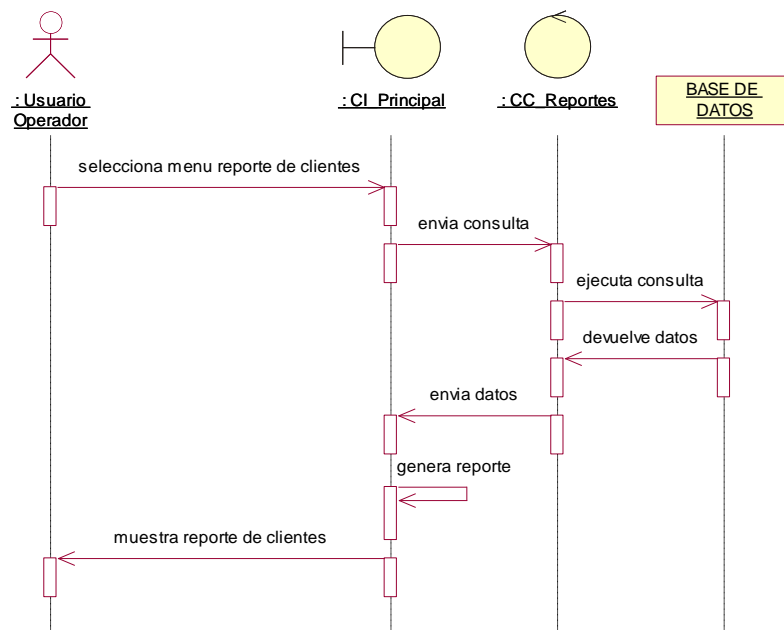 : Usuario
Operador
: CI_Principal
: CC_Reportes
BASE DE
DATOS
selecciona menu reporte de clientes
envia consulta
ejecuta consulta
devuelve datos
envia datos
genera reporte
muestra reporte de clientes